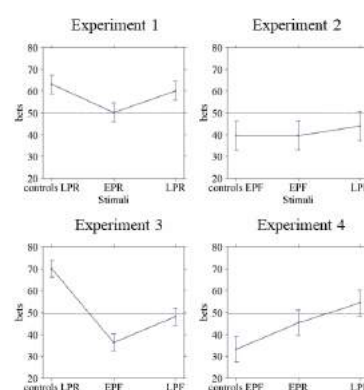 Experiment 1
80
70
60
50
40
30
20
bets
controls LPR EPR LPR
Stimuli
Experiment 2
80
70
60
50
40
30
20
bets
controls EPF EPF
Stimuli
Experiment 3
80
70
60
50
40
30
20
bets
controls LPR EPF LPF
Experiment 4
80
70
60
50
40
30
20
bets
controls EPF EPR